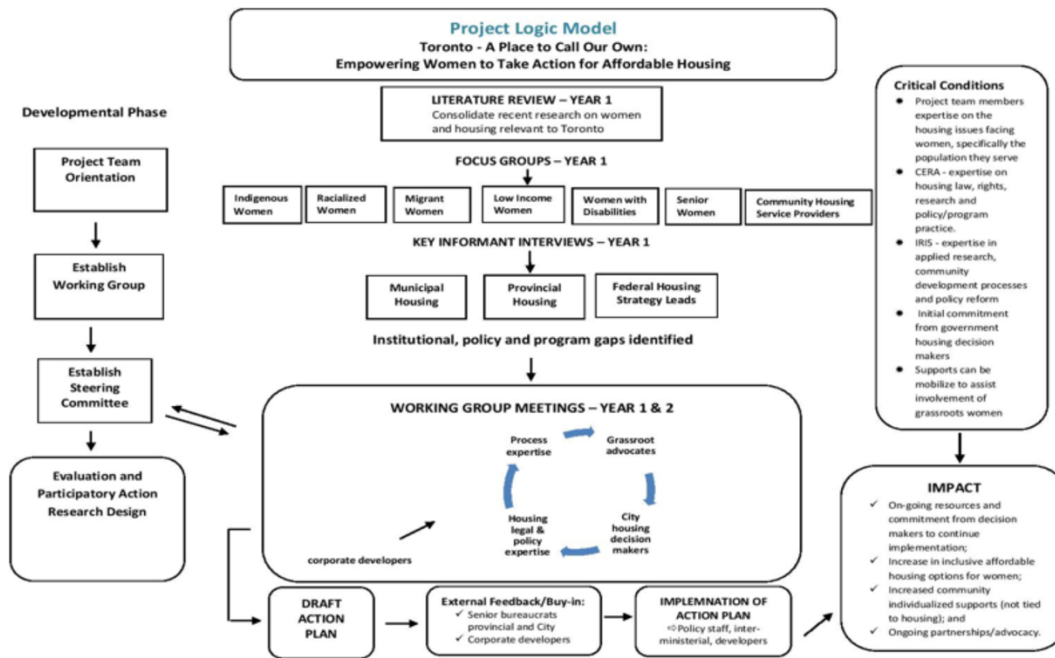 Project Logic Model
Toronto - A Place to Call Our Own:
Empowering Women to Take Action for Affordable Housing
Developmental Phase
Project Team
Orientation
Establish
Working Group
Establish
Steering
Committee
Evaluation and
Participatory Action
Research Design
LITERATURE REVIEW – YEAR 1
Consolidate recent research on women
and housing relevant to Toronto
FOCUS GROUPS – YEAR 1
Indigenous
Women
Racialized
Women
Migrant
Women
Low Income
Women
Women with
Disabilities
Senior
Women
Community Housing
Service Providers
KEY INFORMANT INTERVIEWS – YEAR 1
Municipal
Housing
Provincial
Housing
Federal Housing
Strategy Leads
Institutional, policy and program gaps identified
WORKING GROUP MEETINGS – YEAR 1 & 2
Process
expertise
Grassroot
advocates
City
housing
decision
makers
Housing
legal &
policy
expertise
corporate developers
DRAFT
ACTION
PLAN
External Feedback/Buy-in:
✓ Senior bureaucrats
provincial and City
✓ Corporate developers
IMPLEMNATION OF
ACTION PLAN
⇨Policy staff, inter-
ministerial, developers
Critical Conditions
● Project team members
expertise on the
housing issues facing
women, specifically the
population they serve
● CERA - expertise on
housing law, rights,
research and
policy/program
practice.
● IRIS - expertise in
applied research,
community
development processes
and policy reform
● Initial commitment
from government
housing decision
makers
● Supports can be
mobilize to assist
involvement of
grassroots women
IMPACT
✓ On-going resources and
commitment from decision
makers to continue
implementation;
✓ Increase in inclusive affordable
housing options for women;
✓ Increased community
individualized supports (not tied
to housing); and
✓ Ongoing partnerships/advocacy.